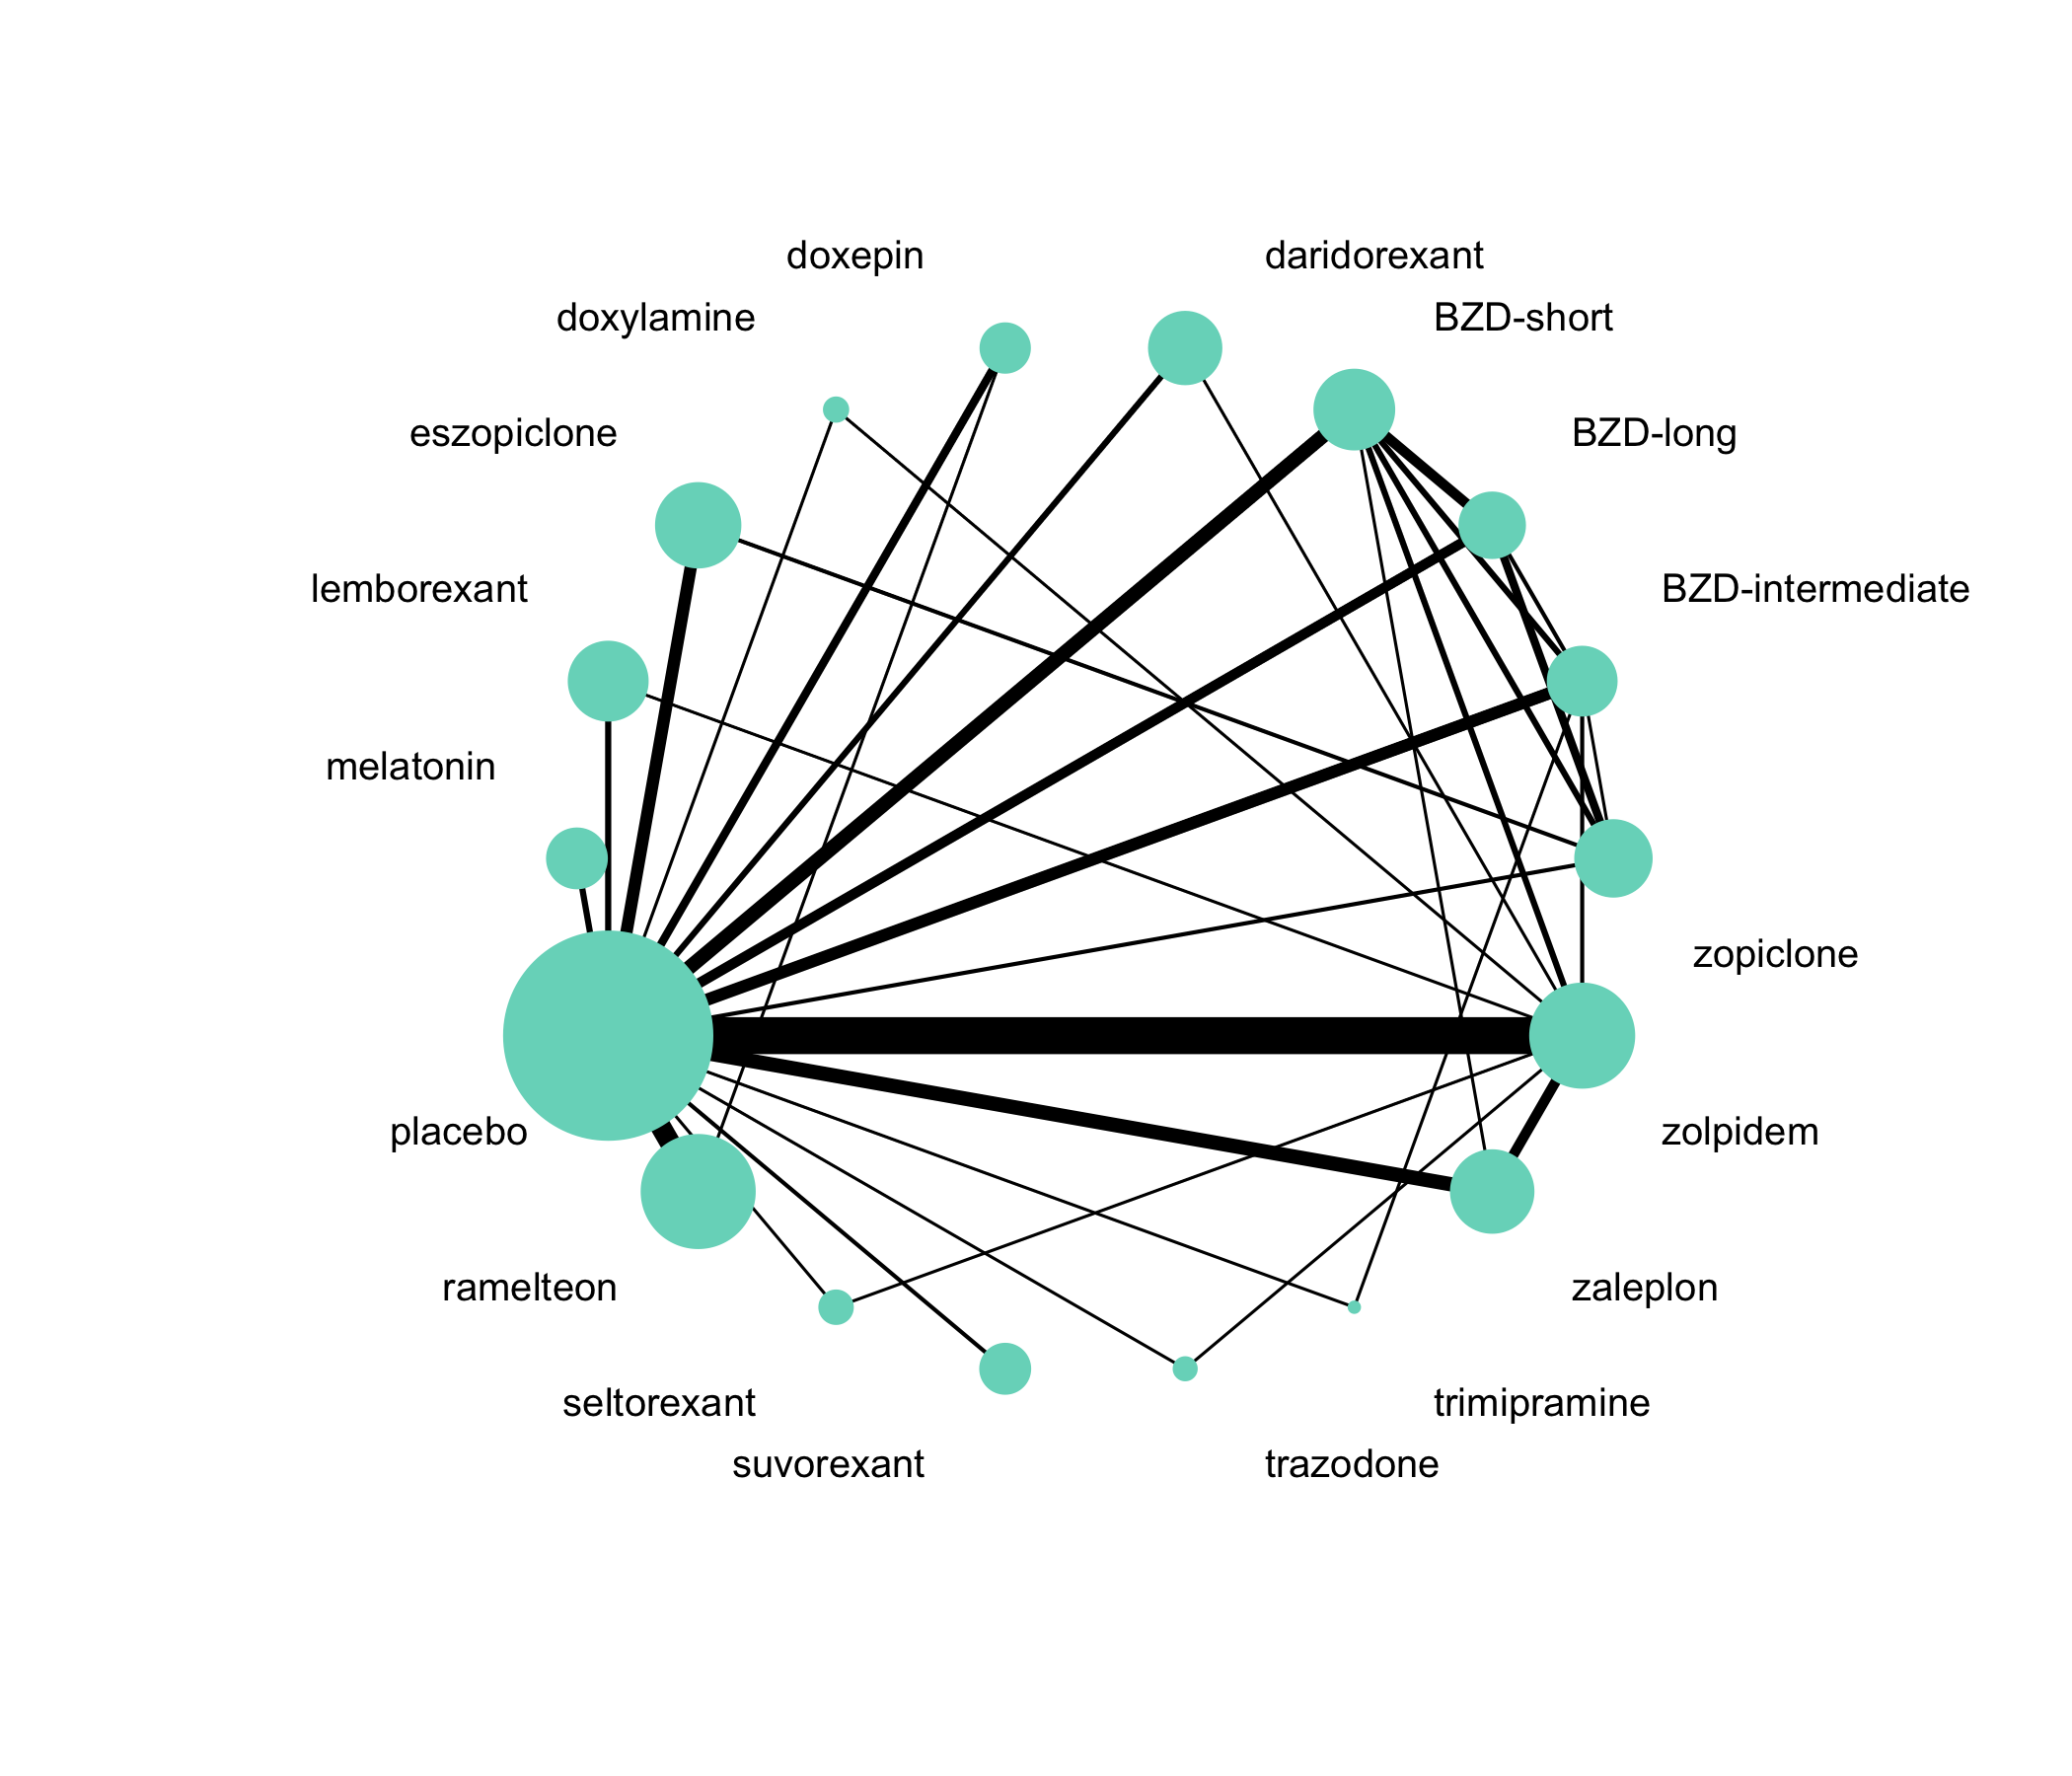 doxepin
daridorexant
doxylamine
BZD-short
eszopiclone
BZD-long
lemborexant
BZD-intermediate
melatonin
zopiclone
placebo
zolpidem
ramelteon
zaleplon
seltorexant
trimipramine
suvorexant
trazodone